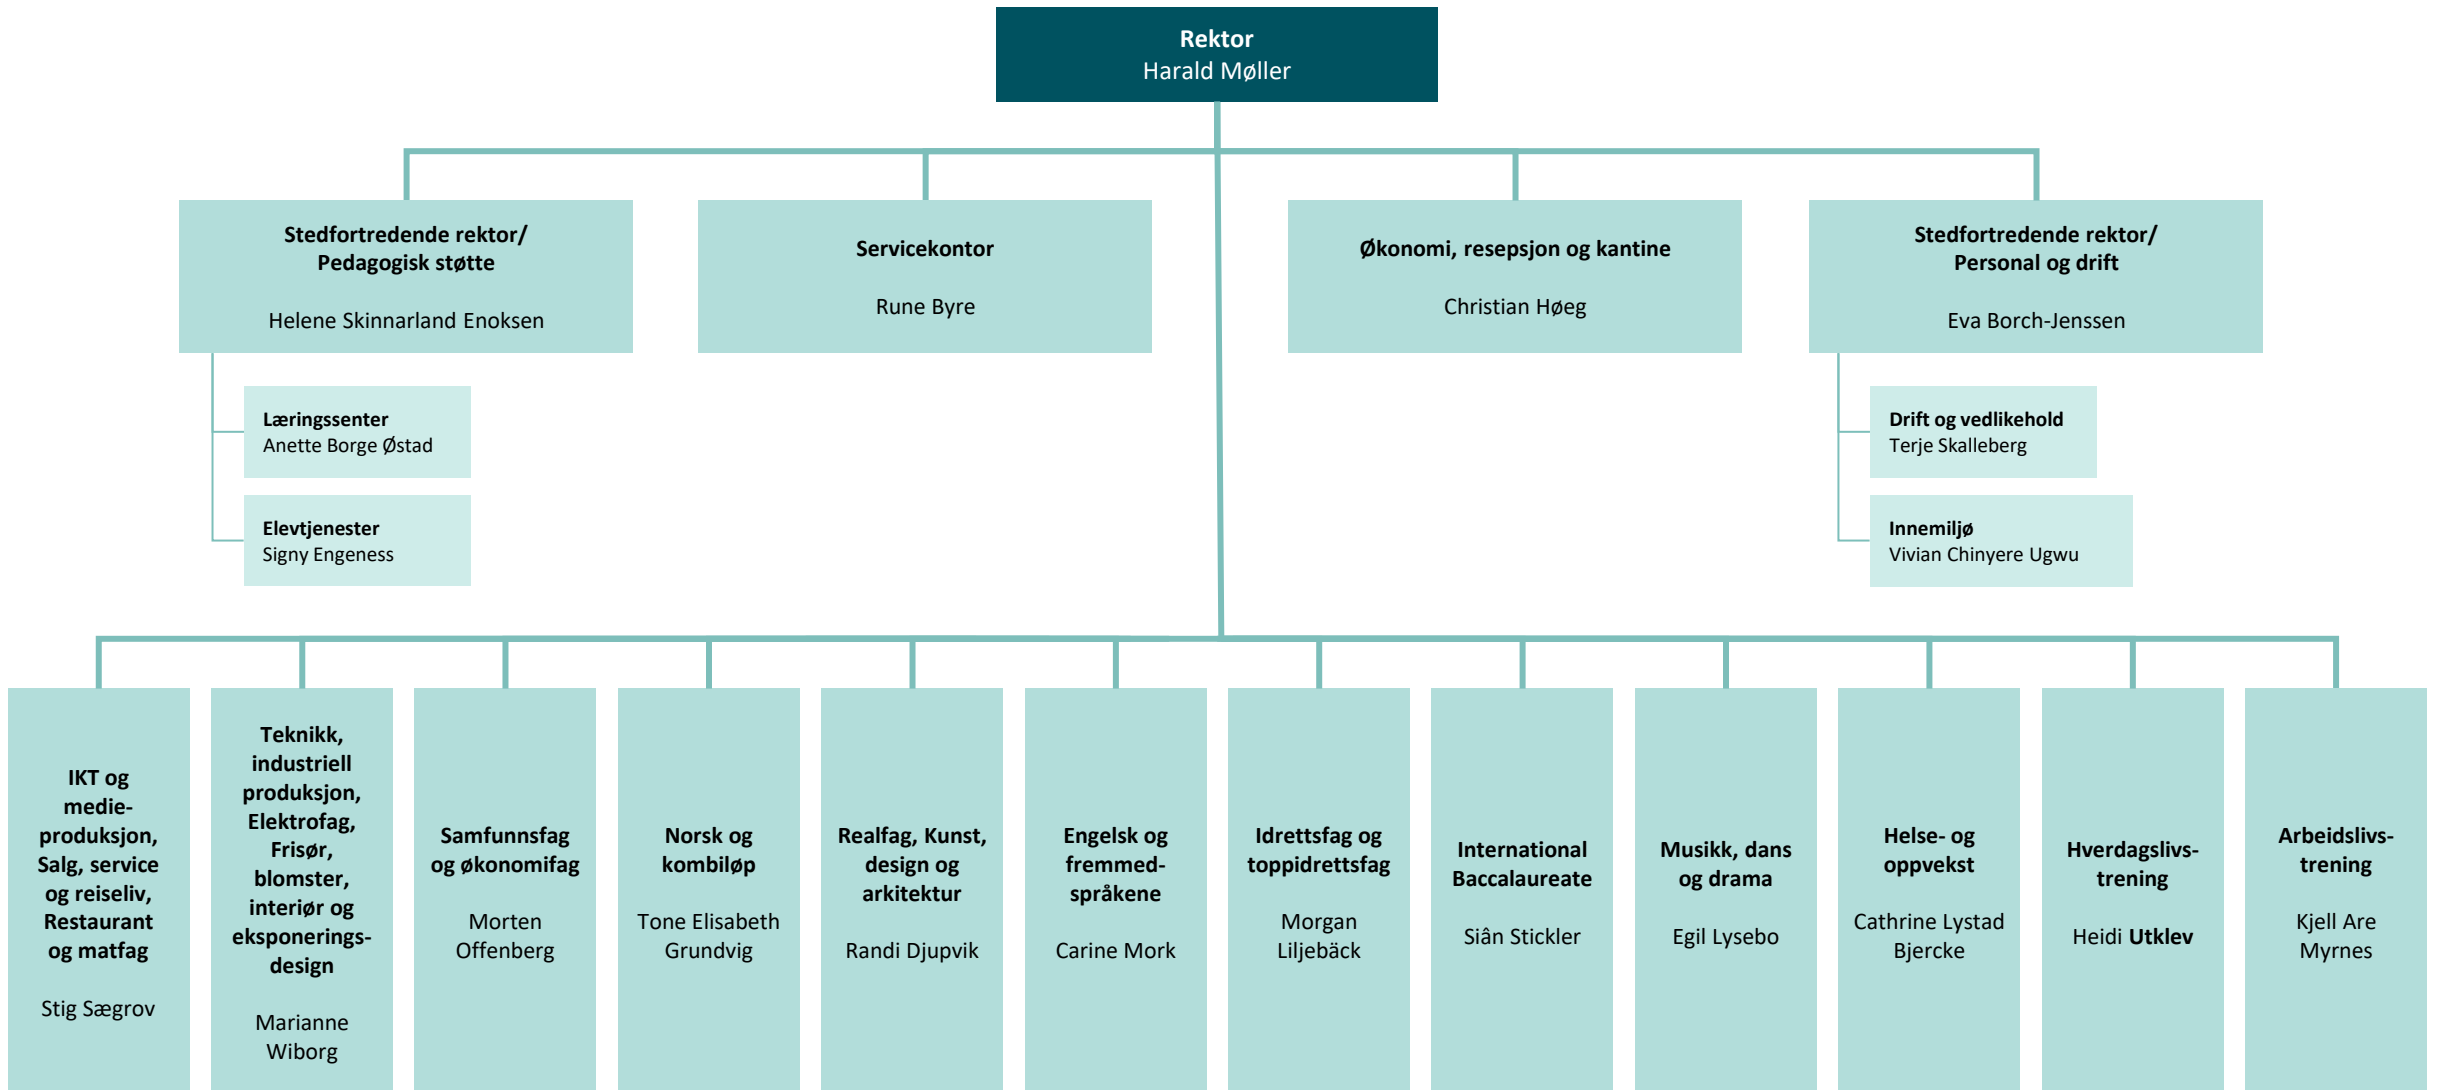 Rektor
Harald Møller
Stedfortredende rektor/
Pedagogisk støtte
Helene Skinnarland Enoksen
Servicekontor
Rune Byre
Økonomi, resepsjon og kantine
Christian Høeg
Stedfortredende rektor/
Personal og drift
Eva Borch-Jenssen
Læringssenter
Anette Borge Østad
Elevtjenester
Signy Engeness
Drift og vedlikehold
Terje Skalleberg
Innemiljø
Vivian Chinyere Ugwu
IKT og
medie-
produksjon,
Salg, service
og reiseliv,
Restaurant
og matfag
Stig Sægrov
Teknikk,
industriell
produksjon,
Elektrofag,
Frisør,
blomster,
interiør og
eksponerings-
design
Marianne
Wiborg
Samfunnsfag
og økonomifag
Morten
Offenberg
Norsk og
kombiløp
Tone Elisabeth
Grundvig
Realfag, Kunst,
design og
arkitektur
Randi Djupvik
Engelsk og
fremmed-
språkene
Carine Mork
Idrettsfag og
toppidrettsfag
Morgan
Liljebäck
International
Baccalaureate
Siân Stickler
Musikk, dans
og drama
Egil Lysebo
Helse- og
oppvekst
Cathrine Lystad
Bjercke
Hverdagslivs-
trening
Heidi Utklev
Arbeidslivs-
trening
Kjell Are
Myrnes